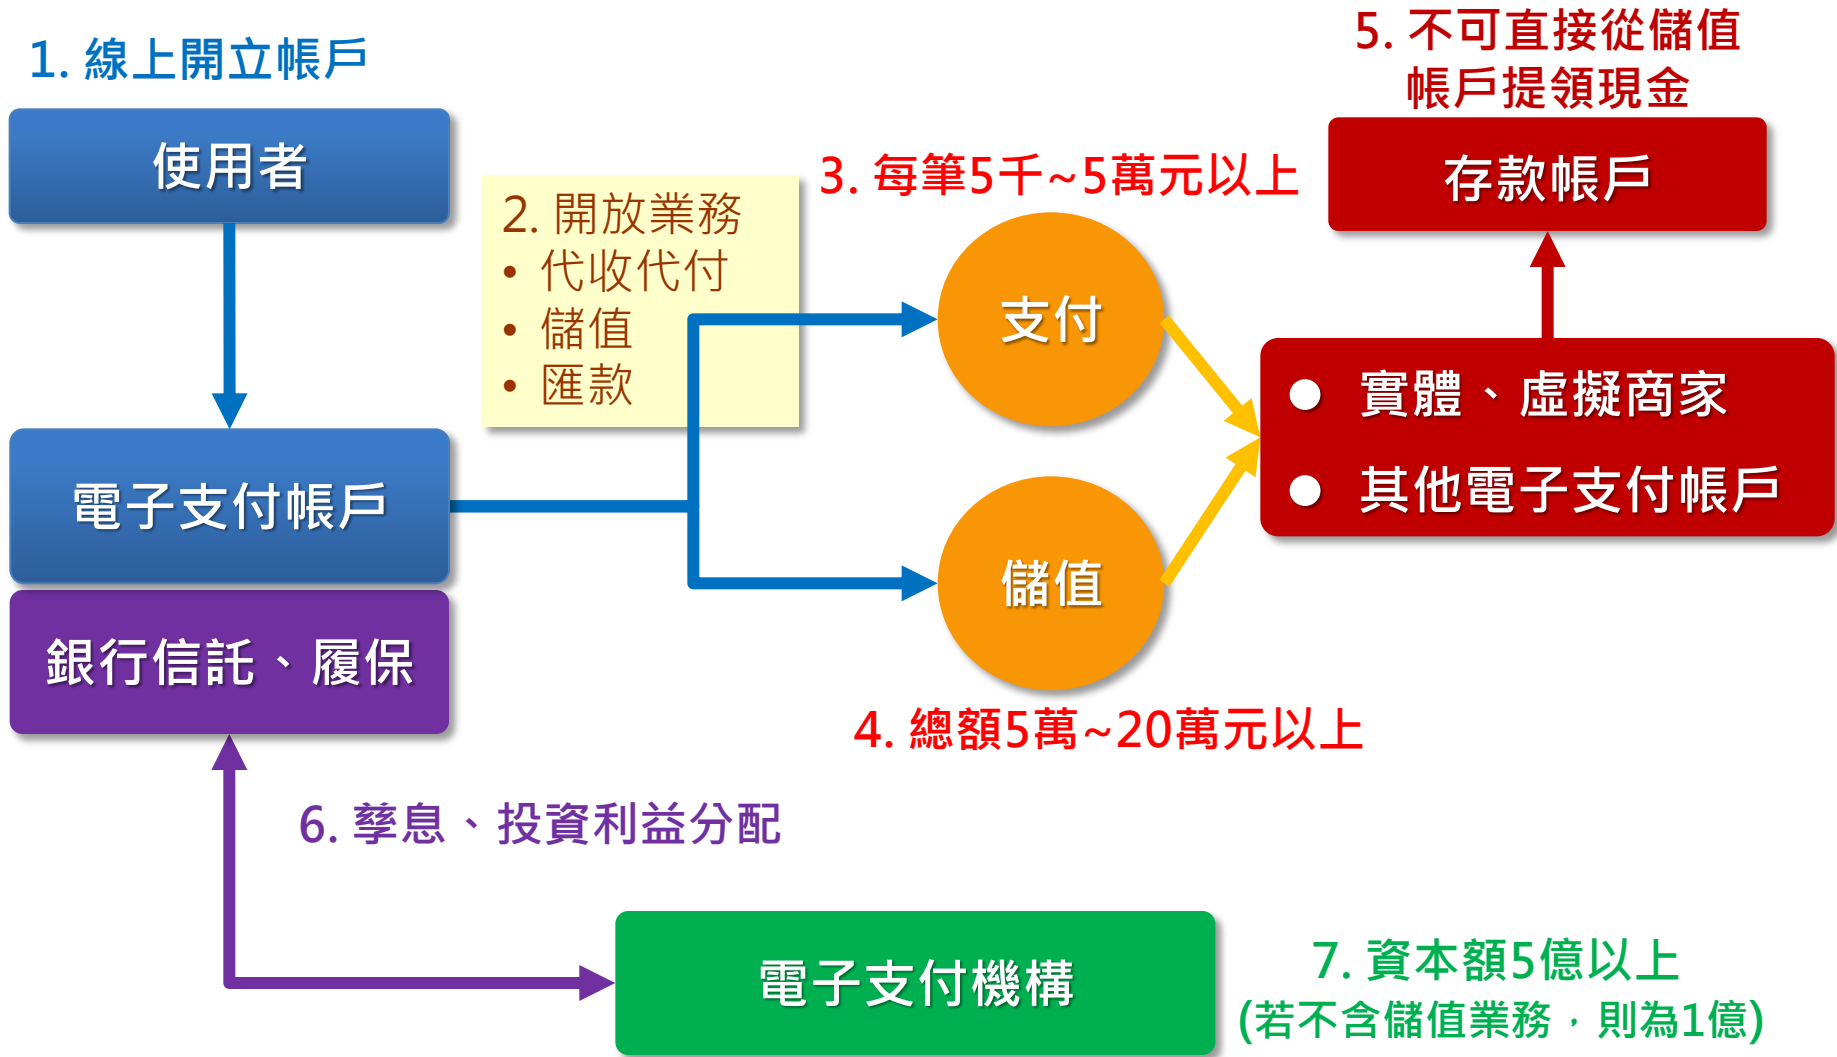 1. 線上開立帳戶
使用者
電子支付帳戶
銀行信託、履保
2. 開放業務
• 代收代付
• 儲值
• 匯款
3. 每筆5千~5萬元以上
支付
儲值
4. 總額5萬~20萬元以上
5. 不可直接從儲值
帳戶提領現金
存款帳戶
● 實體、虛擬商家
● 其他電子支付帳戶
6. 孳息、投資利益分配
電子支付機構
7. 資本額5億以上
(若不含儲值業務，則為1億)